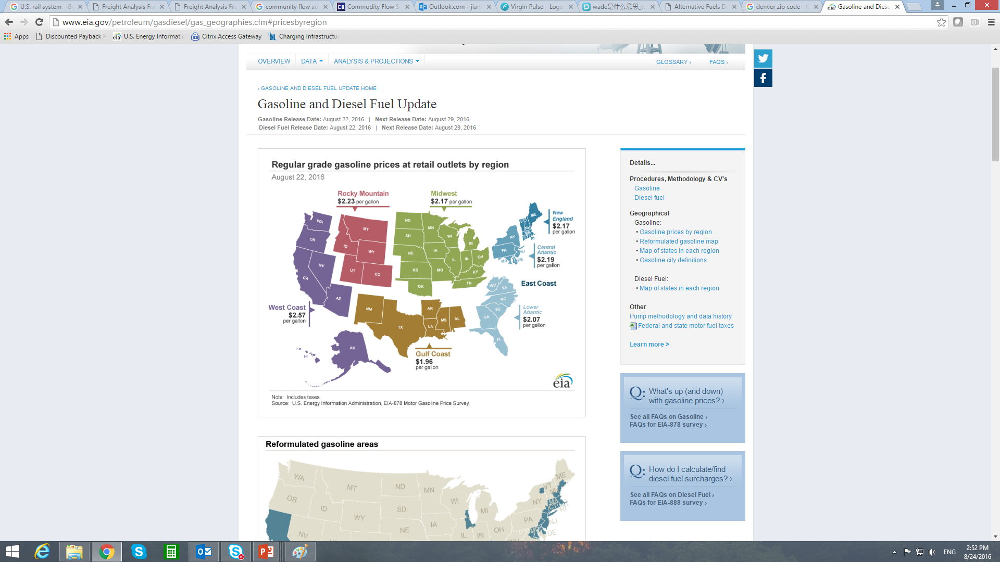 U.S. rail system - G
Freight Analysis Fra
Freight Analysis Fra
community flow su
CB Commodity Flow S
Outlook.com - jian
Virgin Pulse - Logo
D wade是什么意思_w
Alternative Fuels D
denver zip code - G
eia Gasoline and Diese
www.eia.gov/petroleum/gasdiesel/gas_geographies.cfm#pricesbyregion
Apps
Discounted Payback P
eia U.S. Energy Informatic
Citrix Access Gateway
Charging Infrastructur
OVERVIEW
DATA
ANALYSIS & PROJECTIONS
GLOSSARY ›
FAQS ›
‹ GASOLINE AND DIESEL FUEL UPDATE HOME
Gasoline and Diesel Fuel Update
Gasoline Release Date: August 22, 2016 | Next Release Date: August 29, 2016
Diesel Fuel Release Date: August 22, 2016 | Next Release Date: August 29, 2016
Regular grade gasoline prices at retail outlets by region
August 22, 2016
Rocky Mountain
$2.23 per gallon
Midwest
$2.17 per gallon
New
England
$2.17
per gallon
Central
Atlantic
$2.19
per gallon
East Coast
Lower
Atlantic
$2.07
per gallon
West Coast
$2.57
per gallon
Gulf Coast
$1.96
per gallon
WA
OR
CA
NV
AZ
AK
HI
MT
ID
WY
UT
CO
ND
SD
NE
KS
OK
MN
IA
MO
WI
IL
MI
IN
OH
KY
TN
NM
TX
AR
LA
MS
AL
ME
VT
NH
MA
CT
RI
NY
PA
NJ
MD
DE
WV
VA
NC
SC
GA
FL
eia
Note: Includes taxes.
Source: U.S. Energy Information Administration, EIA-878 Motor Gasoline Price Survey.
Reformulated gasoline areas
WA
OR
MT
ID
WY
NV
ND
SD
NE
MN
IA
WI
IL
MI
IN
OH
NY
PA
ME
VT
NH
MA
CT
RI
NJ
DE
MD
WV
Details...
Procedures, Methodology & CV's
Gasoline
Diesel fuel
Geographical
Gasoline:
• Gasoline prices by region
• Reformulated gasoline map
• Map of states in each region
• Gasoline city definitions
Diesel Fuel:
• Map of states in each region
Other
Pump methodology and data history
Federal and state motor fuel taxes
Learn more >
Q: What's up (and down)
with gasoline prices? ›
See all FAQs on Gasoline ›
FAQs for EIA-878 survey ›
Q: How do I calculate/find
diesel fuel surcharges? ›
See all FAQs on Diesel Fuel ›
FAQs for EIA-888 survey ›
ENG
2:52 PM
8/24/2016